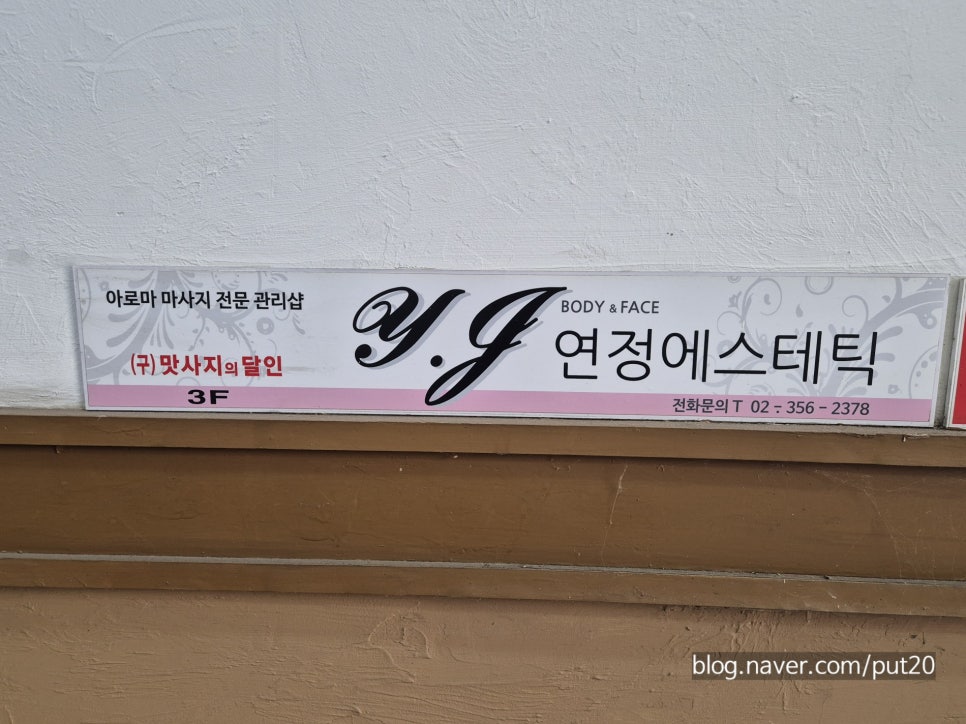 아로마 마사지 전문 관리샵
(구) 맛사지의 달인
3F
Y.J
BODY & FACE
연정에스테틱
전화문의 T 02 - 356 - 2378
blog.naver.com/put20